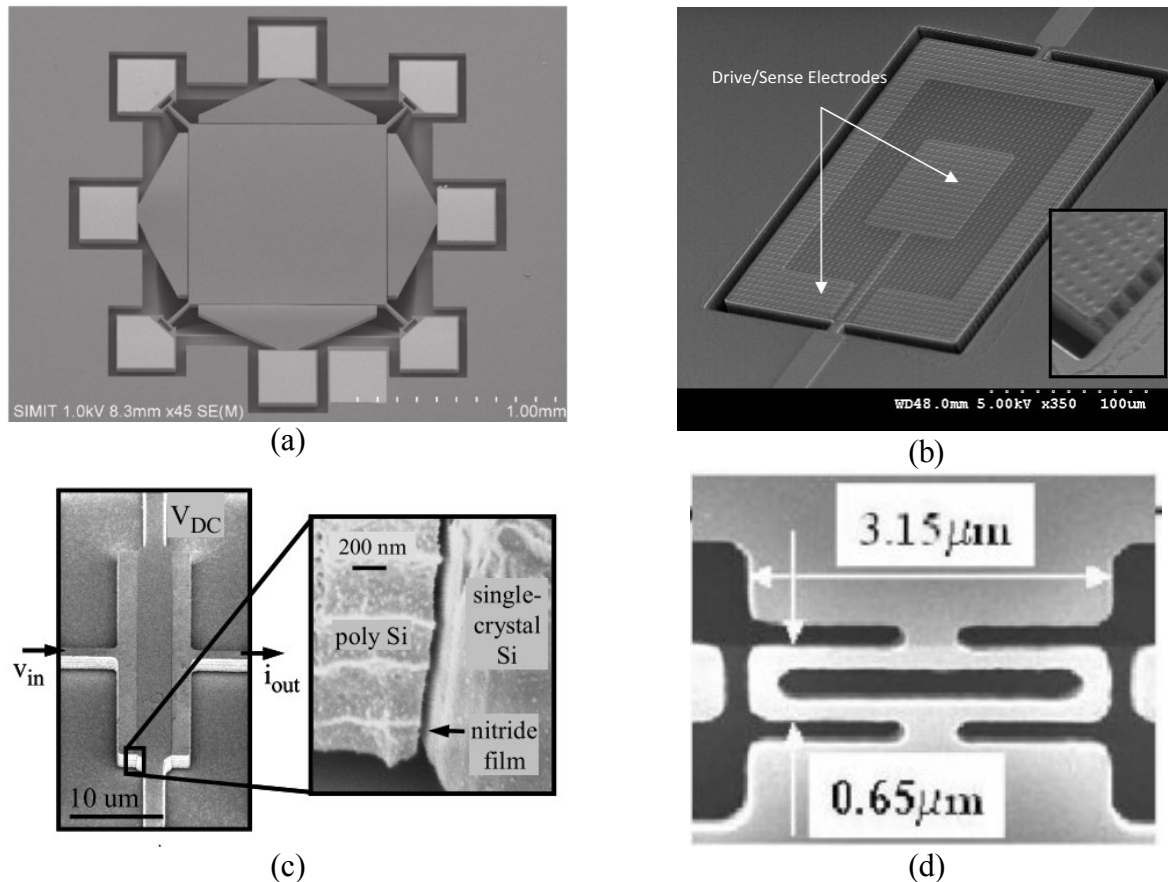 SIMIT 1.0kV 8.3mm x45 SE(M)
1.00mm
(a)
Drive/Sense Electrodes
WD48.0mm 5.00kV x350 100um
(b)
V_DC
v_in
i_out
10 um
200 nm
poly Si
single-
crystal
Si
nitride
film
(c)
3.15μm
0.65μm
(d)